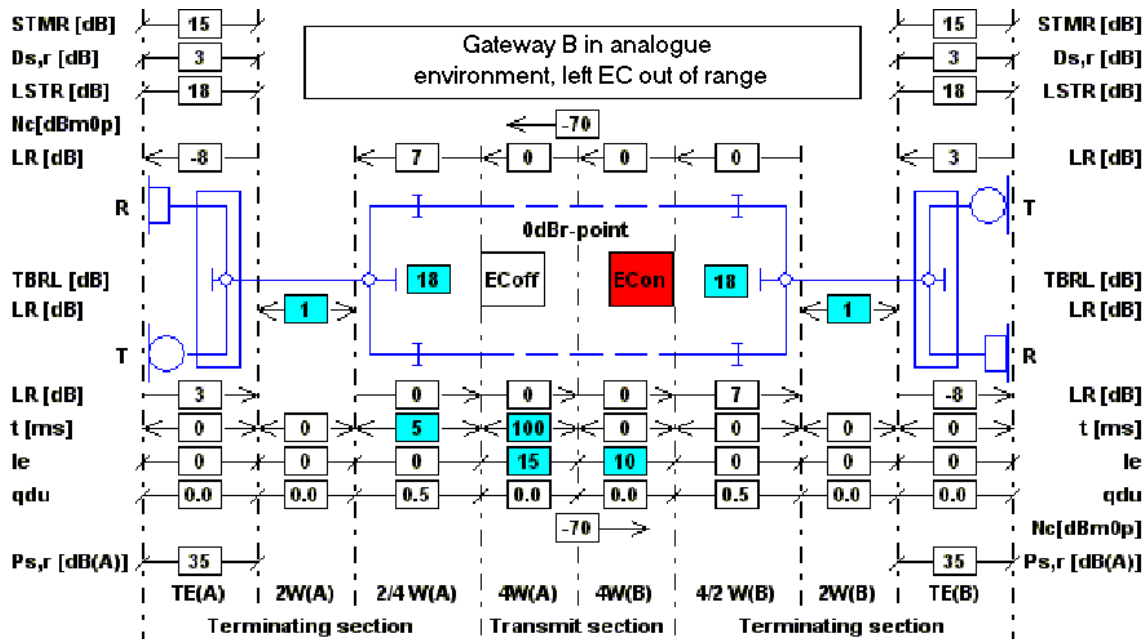 STMR [dB] 15 15 STMR [dB]
Gateway B in analogue
environment, left EC out of range
Ds,r [dB] 3 3 Ds,r [dB]
LSTR [dB] 18 18 LSTR [dB]
Nc[dBm0p] -70
LR [dB] -8 7 0 0 0 3 LR [dB]
R T
0dBr-point
TBRL [dB] 18 ECoff ECon 18 TBRL [dB]
LR [dB] 1 1 LR [dB]
T R
LR [dB] 3 0 0 0 7 -8 LR [dB]
t [ms] 0 0 5 100 0 0 0 0 t [ms]
Ie 0 0 0 15 10 0 0 0 Ie
qdu 0.0 0.0 0.5 0.0 0.0 0.5 0.0 0.0 qdu
-70 Nc[dBm0p]
Ps,r [dB(A)] 35 35 Ps,r [dB(A)]
TE(A) 2W(A) 2/4 W(A) 4W(A) 4W(B) 4/2 W(B) 2W(B) TE(B)
Terminating section Transmit section Terminating section